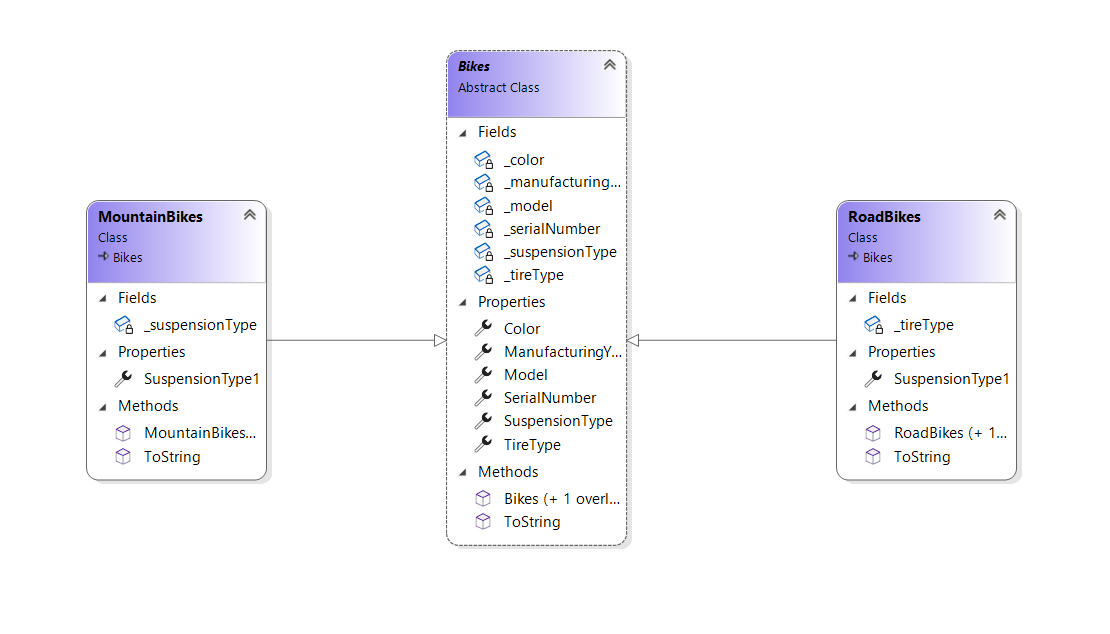 Bikes
Abstract Class
Fields
_color
_manufacturing...
_model
_serialNumber
_suspensionType
_tireType
Properties
Color
ManufacturingY...
Model
SerialNumber
SuspensionType
TireType
Methods
Bikes (+ 1 overl...
ToString
MountainBikes
Class
Bikes
Fields
_suspensionType
Properties
SuspensionType1
Methods
MountainBikes...
ToString
RoadBikes
Class
Bikes
Fields
_tireType
Properties
SuspensionType1
Methods
RoadBikes (+ 1...
ToString